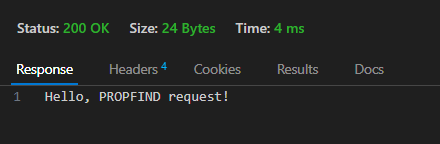 Status: 200 OK Size: 24 Bytes Time: 4 ms
Response Headers 4 Cookies Results Docs
1 Hello, PROPFIND request!